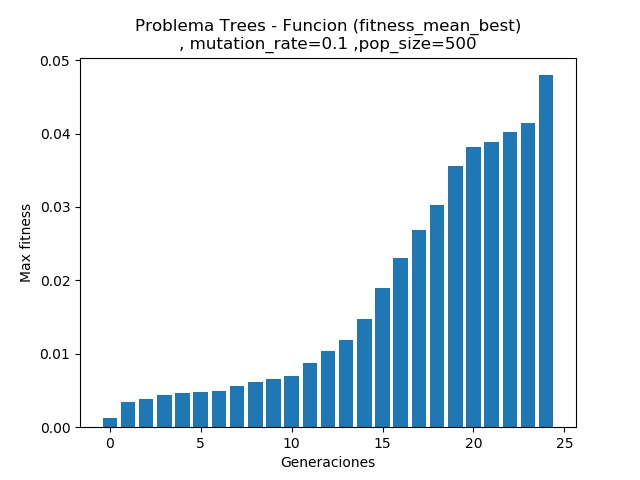 Problema Trees - Funcion (fitness_mean_best)
, mutation_rate=0.1 ,pop_size=500
0.05
0.04
0.03
0.02
0.01
0.00
Max fitness
0 5 10 15 20 25
Generaciones